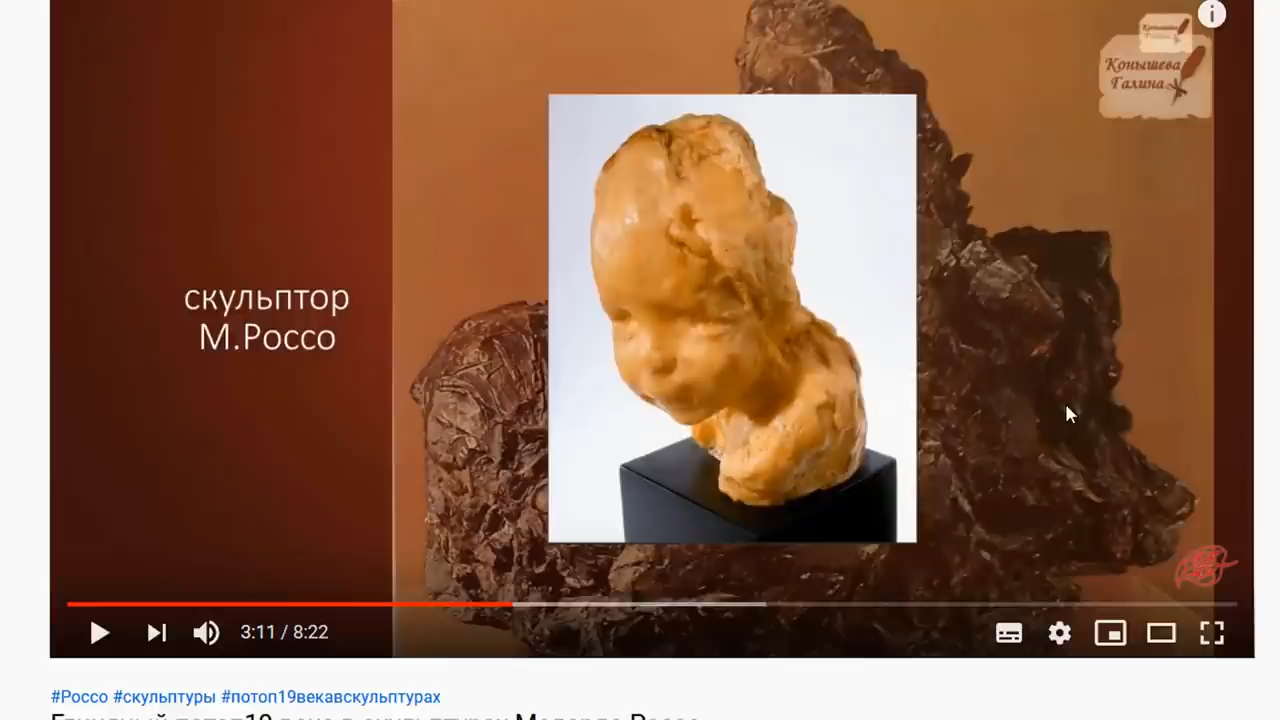 Конышева
Галина
скульптор
М.Россо
3:11 / 8:22
#Россо #скульптуры #потоп19векавскульптурах